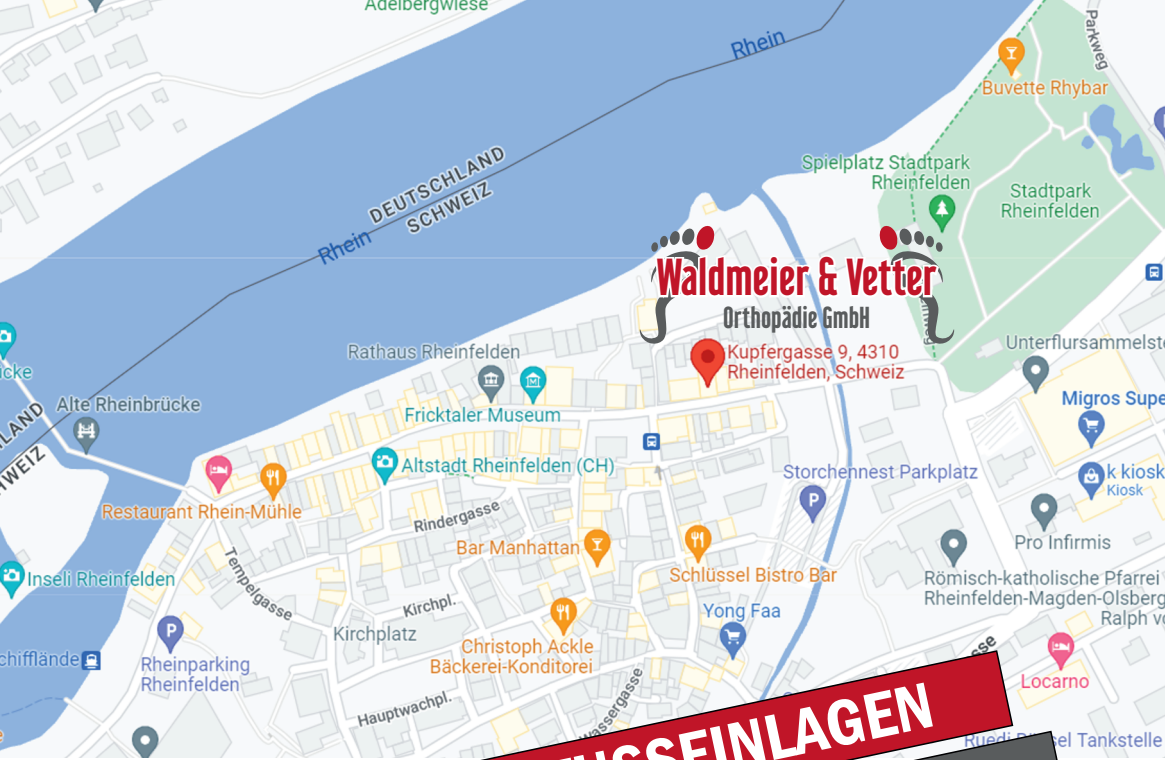 Adelbergwiese
Rhein
Parkweg
Buvette Rhybar
DEUTSCHLAND
SCHWEIZ
Spielplatz Stadtpark
Rheinfelden
Stadtpark
Rheinfelden
Rhein
Waldmeier & Vetter
Orthopädie GmbH
Rathaus Rheinfelden
Kupfergasse 9, 4310
Rheinfelden, Schweiz
Fricktaler Museum
Alte Rheinbrücke
Migros
Altstadt Rheinfelden (CH)
Storchennest Parkplatz
k kiosk
Kiosk
Restaurant Rhein-Mühle
Rindergasse
Bar Manhattan
Pro Infirmis
Schlüssel Bistro Bar
Inseli Rheinfelden
Tempelgasse
Römisch-katholische Pfarrei
Rheinfelden-Magden-Olsberg
Ralph
Kirchpl.
Yong Faa
Kirchplatz
Christoph Ackle
Bäckerei-Konditorei
P
P
Rheinparking
Rheinfelden
Locarno
Hauptwachpl.
Tankstelle